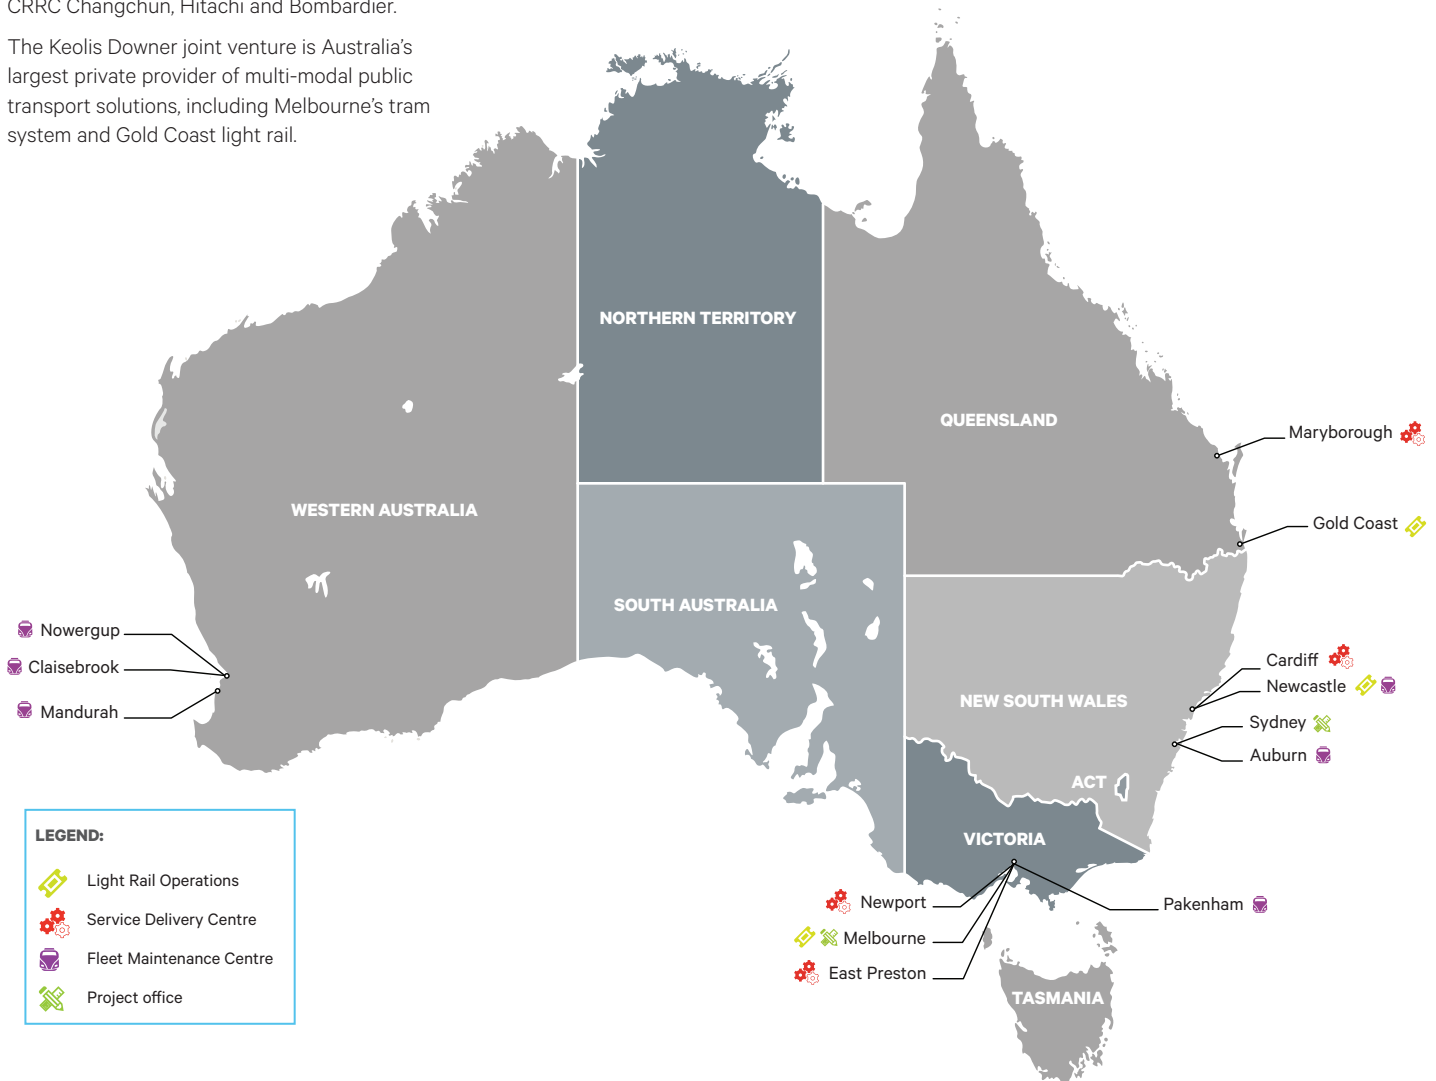 CRRC Changchun, Hitachi and Bombardier.
The Keolis Downer joint venture is Australia's
largest private provider of multi-modal public
transport solutions, including Melbourne's tram
system and Gold Coast light rail.
NORTHERN TERRITORY
QUEENSLAND
Maryborough
WESTERN AUSTRALIA
Gold Coast
SOUTH AUSTRALIA
Nowergup
Claisebrook
Mandurah
Cardiff
Newcastle
NEW SOUTH WALES
Sydney
Auburn
ACT
VICTORIA
Newport
Pakenham
Melbourne
East Preston
TASMANIA
LEGEND:
Light Rail Operations
Service Delivery Centre
Fleet Maintenance Centre
Project office